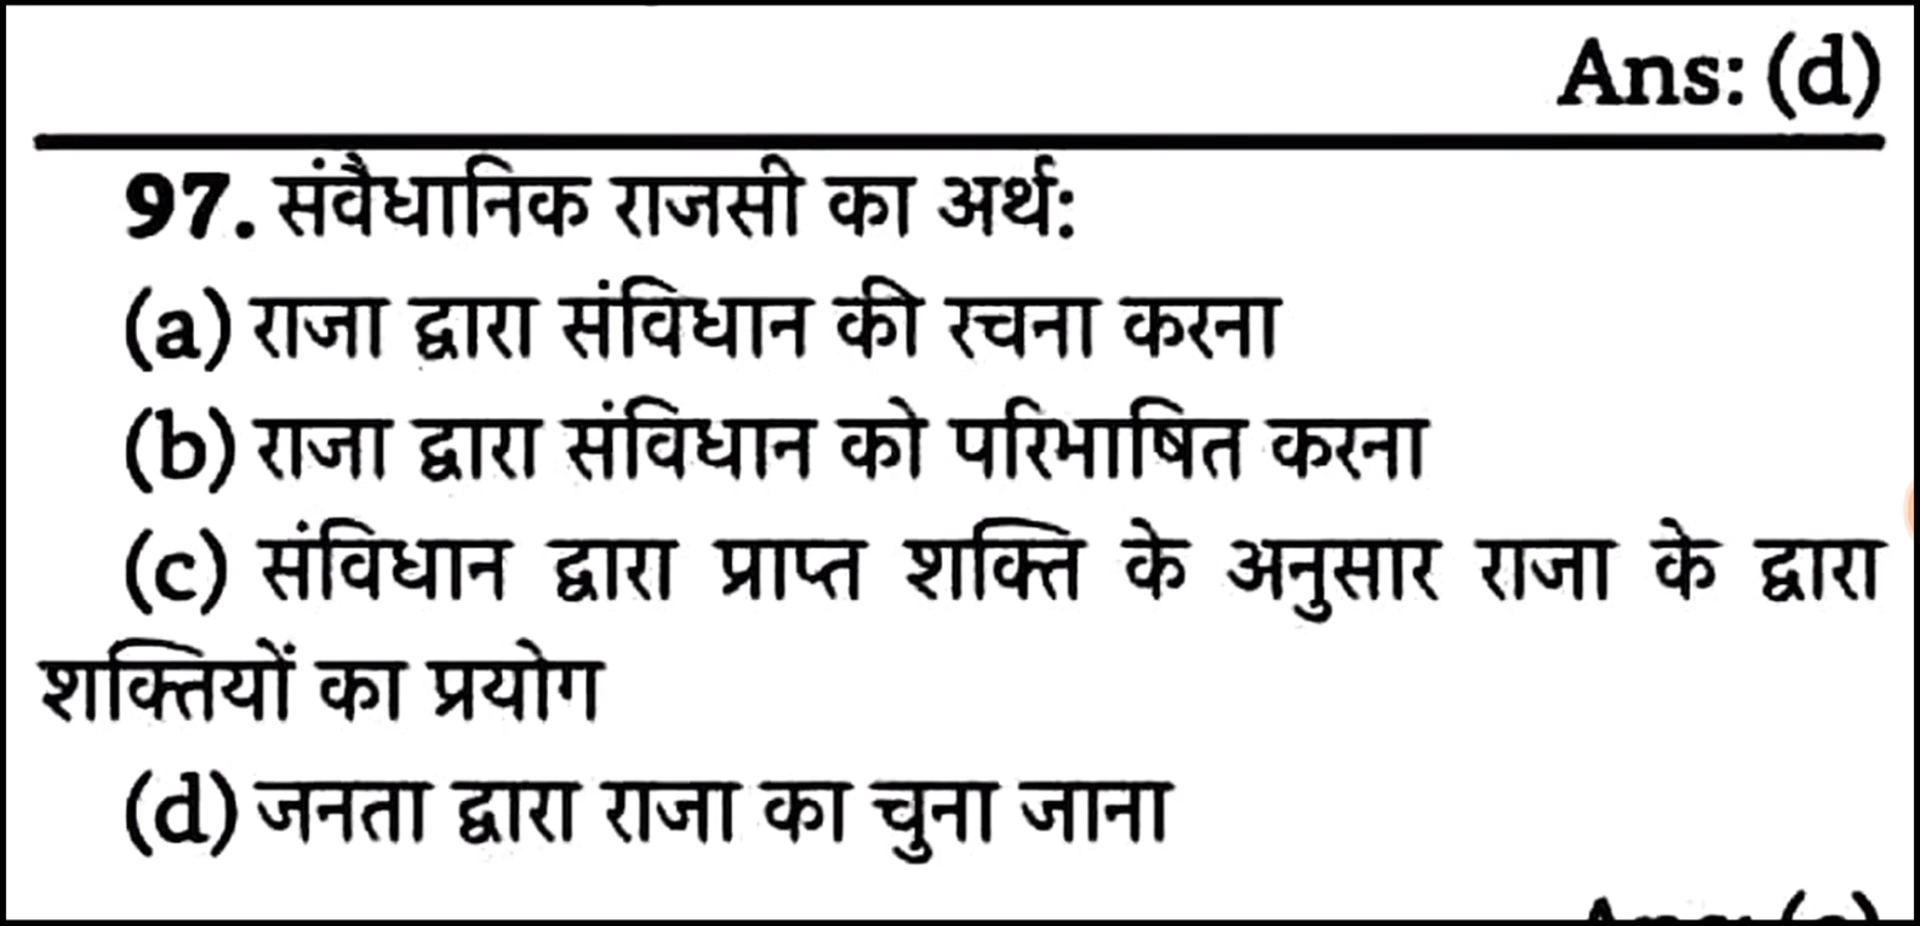 Ans: (d)
97. संवैधानिक राजसी का अर्थ:
(a) राजा द्वारा संविधान की रचना करना
(b) राजा द्वारा संविधान को परिभाषित करना
(c) संविधान द्वारा प्राप्त शक्ति के अनुसार राजा के द्वारा
शक्तियों का प्रयोग
(d) जनता द्वारा राजा का चुना जाना